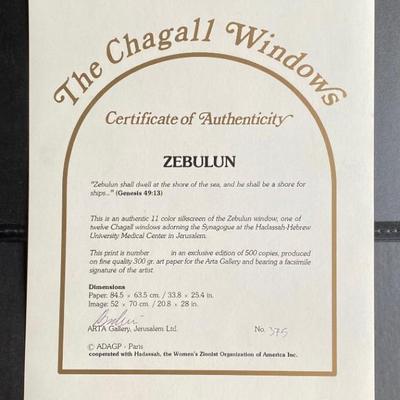 The Chagall Windows
Certificate of Authenticity
ZEBULUN
"Zebulun shall dwell at the shore of the sea, and he shall be a shore for
ships..." (Genesis 49:13)
This is an authentic 11 color silkscreen of the Zebulun window, one of
twelve Chagall windows adorning the Synagogue at the Hadassah-Hebrew
University Medical Center in Jerusalem.
This print is number in an exclusive edition of 500 copies, produced
on fine quality 300 gr. art paper for the Arta Gallery and bearing a facsimile
signature of the artist.
Dimensions
Paper: 84.5 x 63.5 cm. / 33.8 x 25.4 in.
Image: 52 x 70 cm. / 20.8 x 28 in.
ARTA Gallery, Jerusalem Ltd. No. 375
© ADAGP - Paris
cooperated with Hadassah, the Women's Zionist Organization of America Inc.